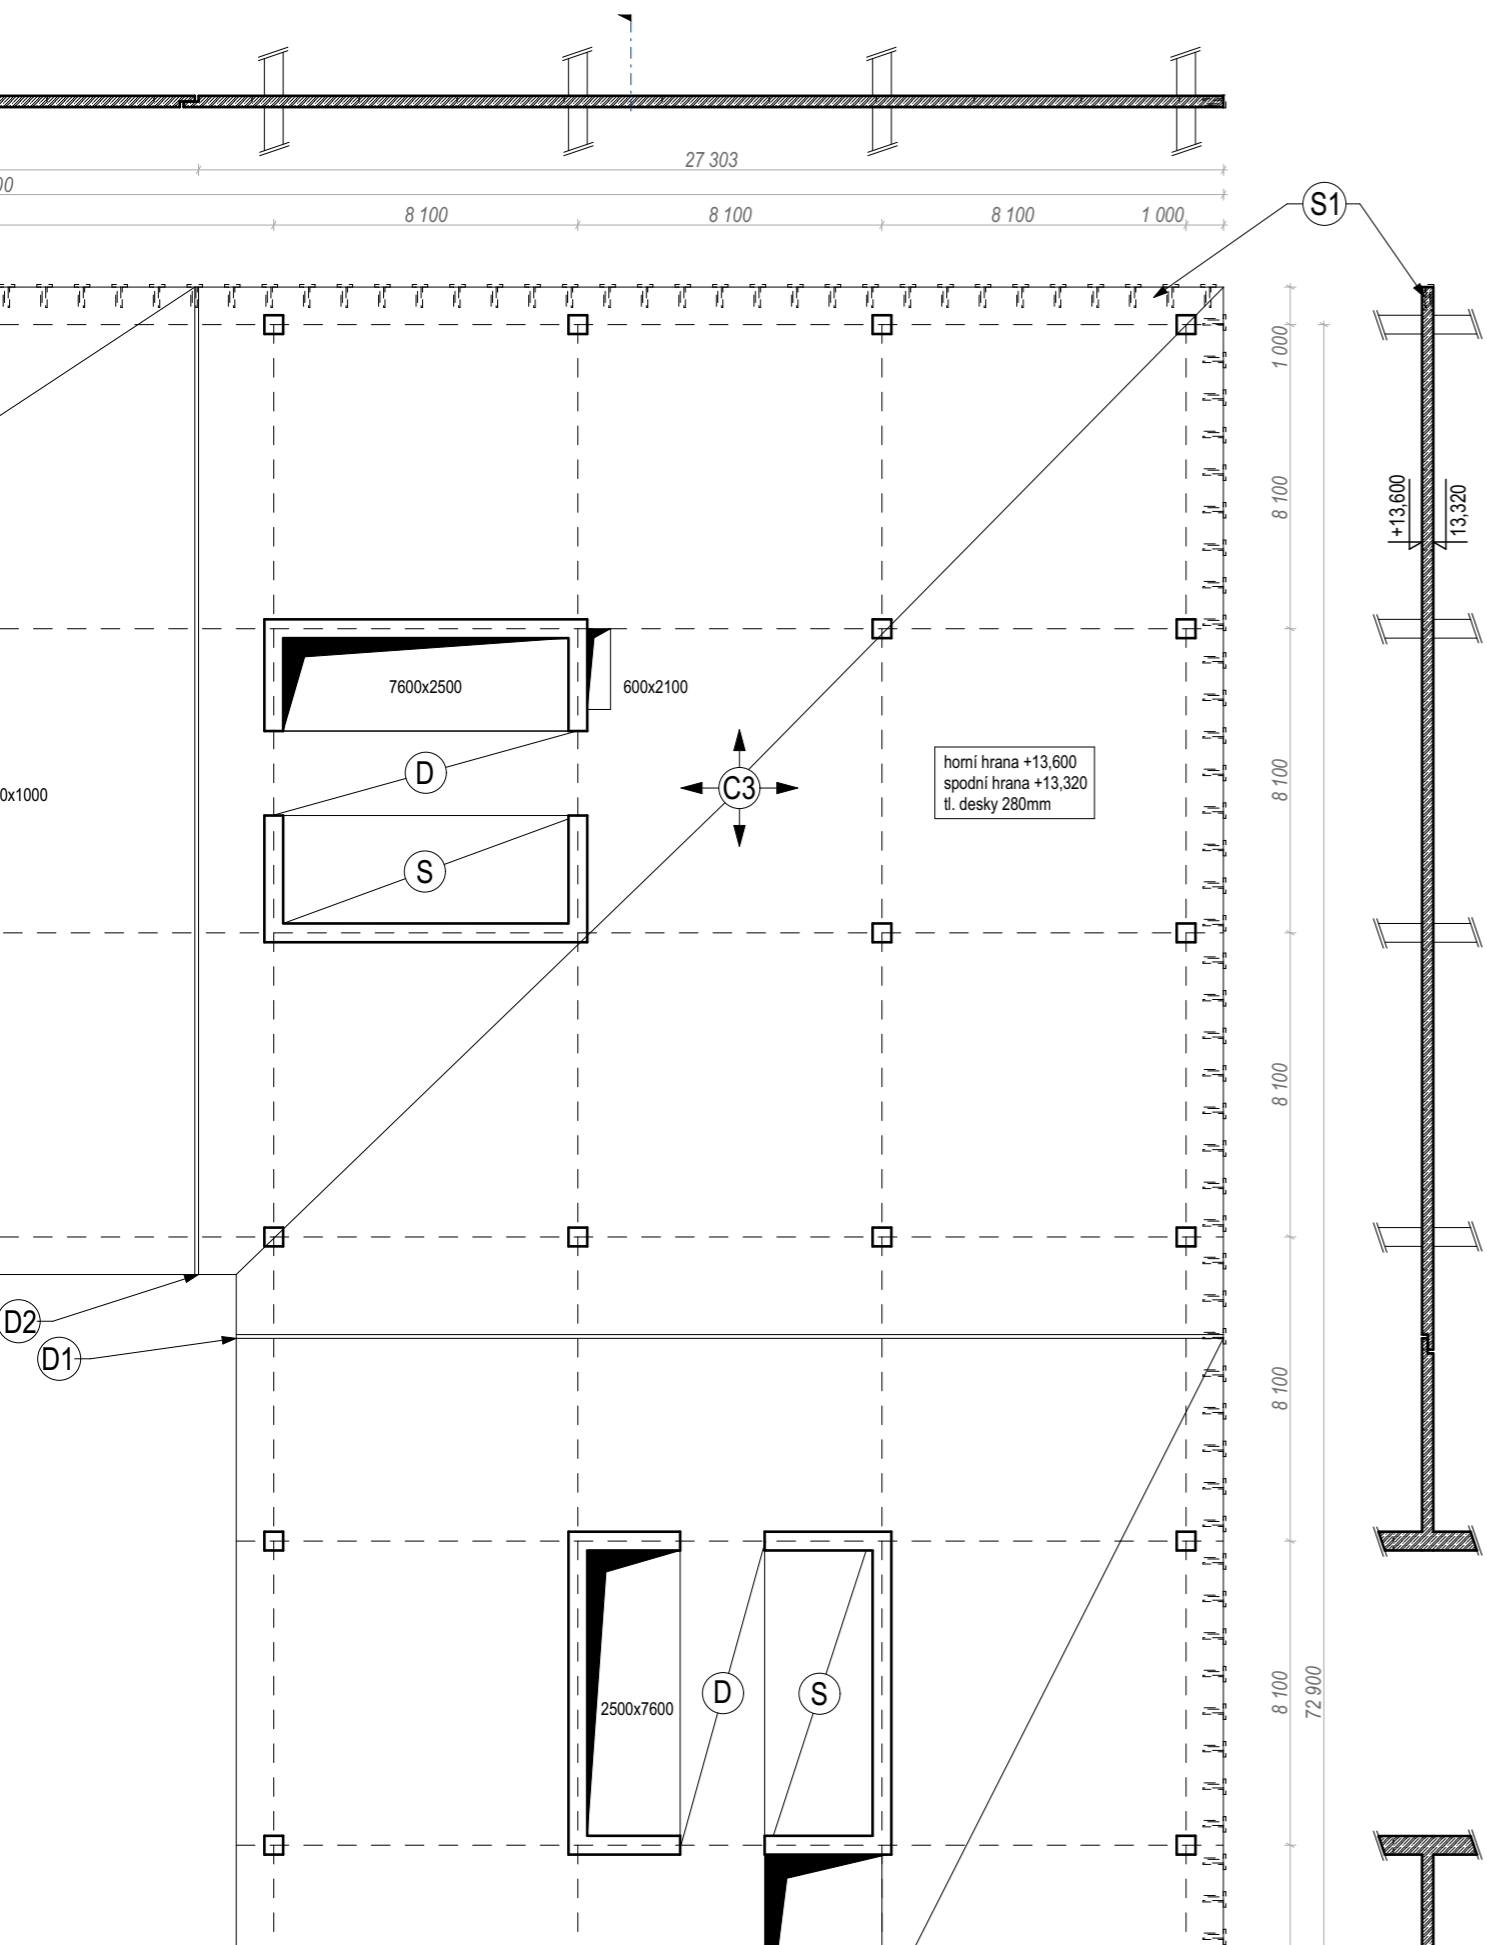 27 303
00
8 100
8 100
8 100
1 000
S1
1 000
8 100
+13,600
13,320
7600x2500
600x2100
D
C3
horní hrana +13,600
spodní hrana +13,320
tl. desky 280mm
8 100
0x1000
S
8 100
D2
D1
8 100
2500x7600
D
S
8 100
72 900